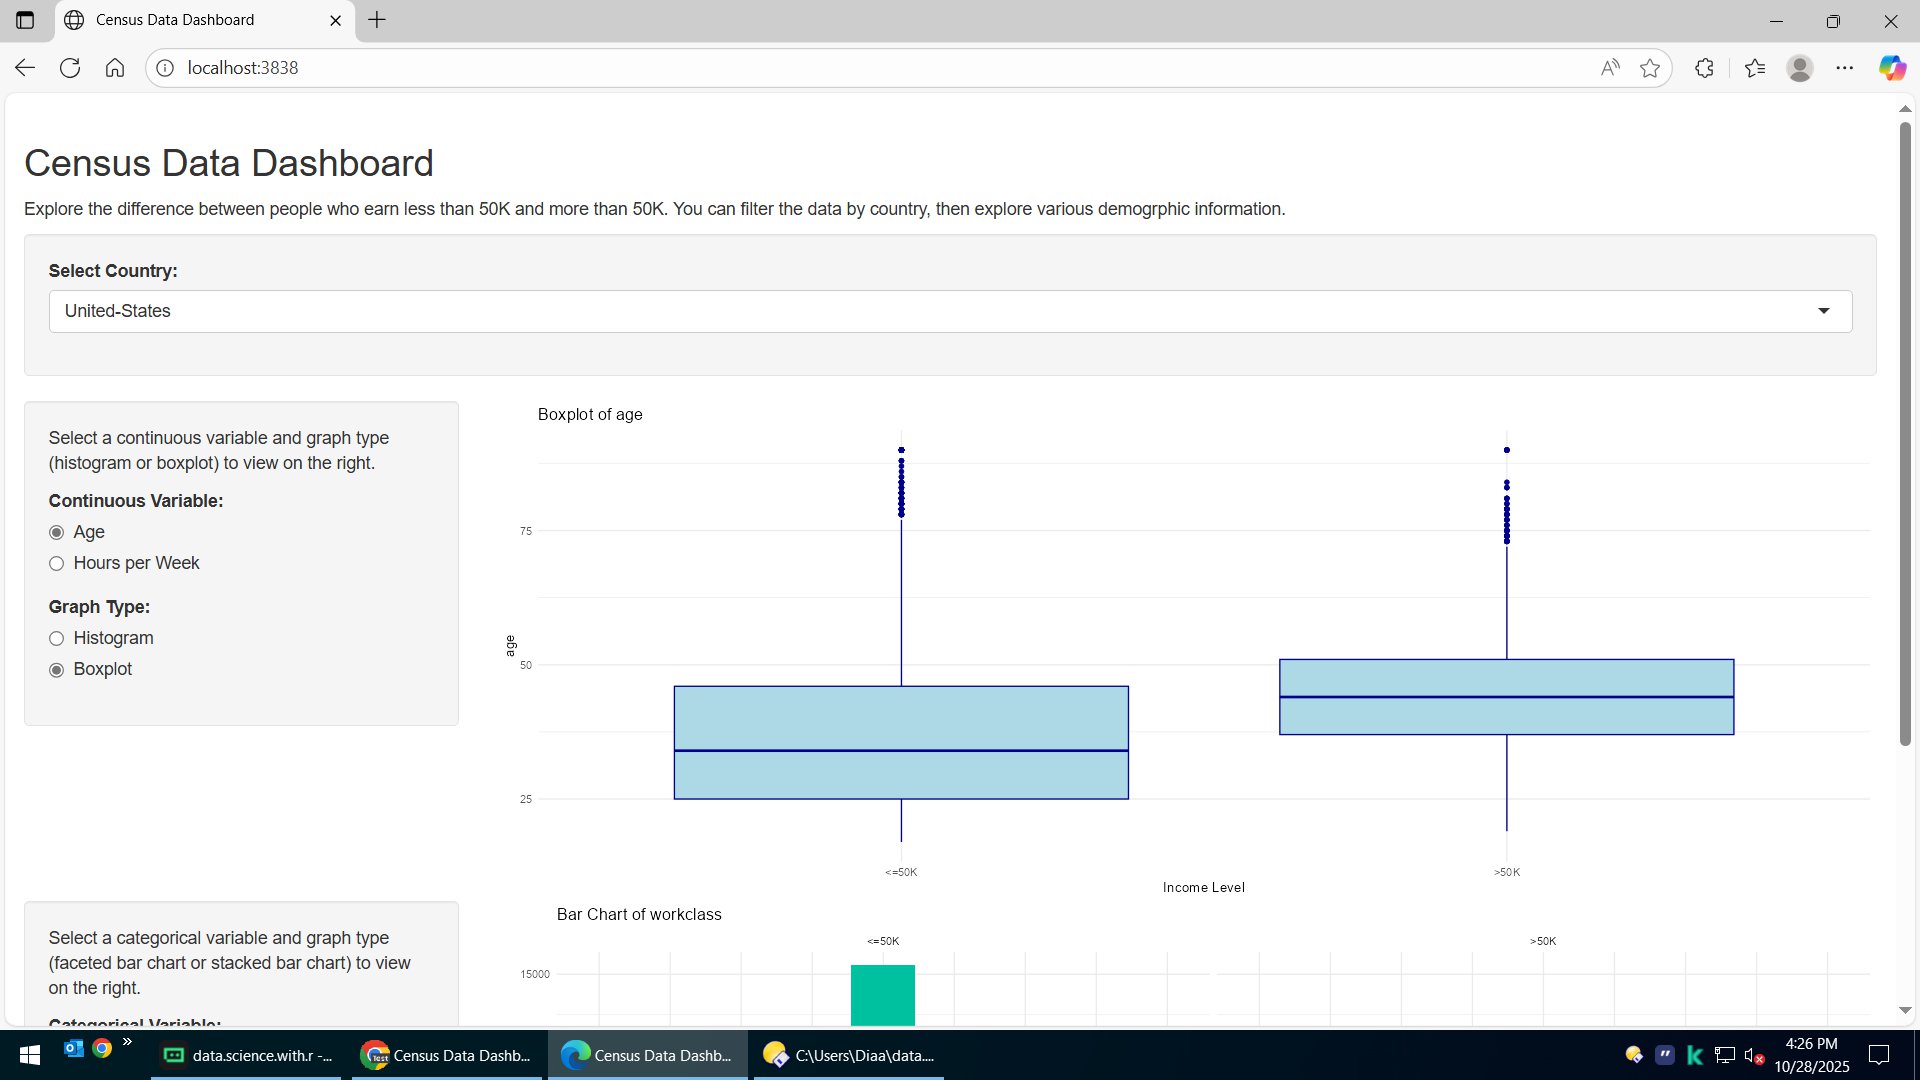 Census Data Dashboard
localhost:3838
Census Data Dashboard
Explore the difference between people who earn less than 50K and more than 50K. You can filter the data by country, then explore various demogrphic information.
Select Country:
United-States
Select a continuous variable and graph type
(histogram or boxplot) to view on the right.
Continuous Variable:
Age
Hours per Week
Graph Type:
Histogram
Boxplot
Boxplot of age
75
50
25
age
<=50K
>50K
Income Level
Select a categorical variable and graph type
(faceted bar chart or stacked bar chart) to view
on the right.
Categorical Variable:
Bar Chart of workclass
<=50K
>50K
15000
data.science.with.r -...
Test
Census Data Dashb...
Census Data Dashb...
C:\Users\Diaa\data....
4:26 PM
10/28/2025